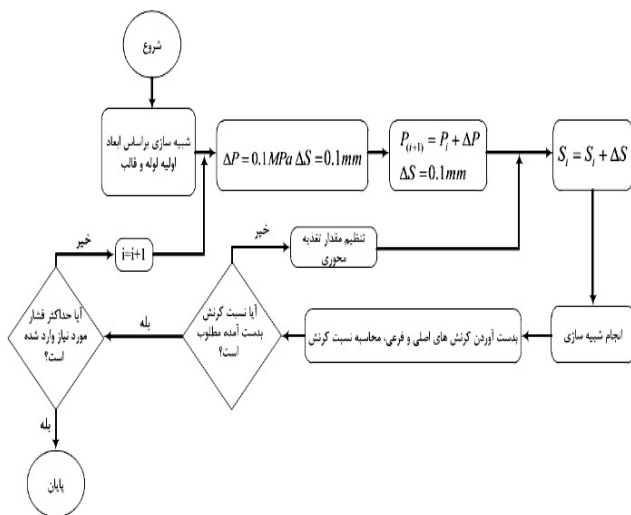 شروع
شبیه سازی براساس ابعاد
اولیه لوله و قالب
ΔP = 0.1MPa ΔS = 0.1mm
P(i+1) = Pi + ΔP
ΔS = 0.1mm
Si = Si + ΔS
انجام شبیه سازی
بدست آوردن کرنش های اصلی و فرعی، محاسبه نسبت کرنش
آیا نسبت کرنش
بدست آمده مطلوب
است؟
خیر
تنظیم مقدار تغذیه
محوری
بله
آیا حداکثر فشار
مورد نیاز وارد شده
است؟
خیر
i=i+1
بله
پایان